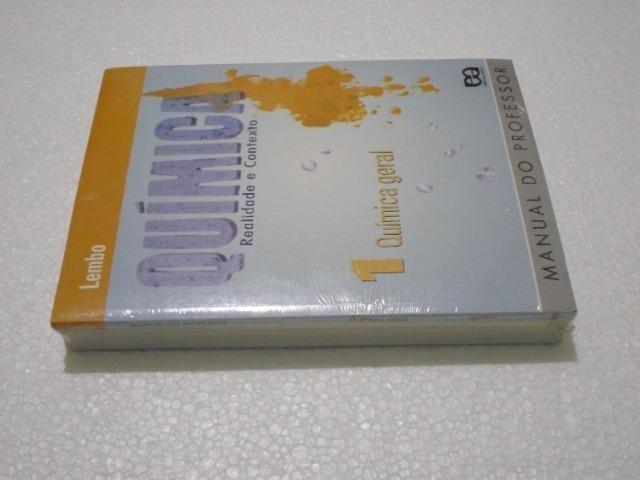 Lembo
QUÍMICA
Realidade e Contexto
1
Química geral
MANUAL DO PROFESSOR